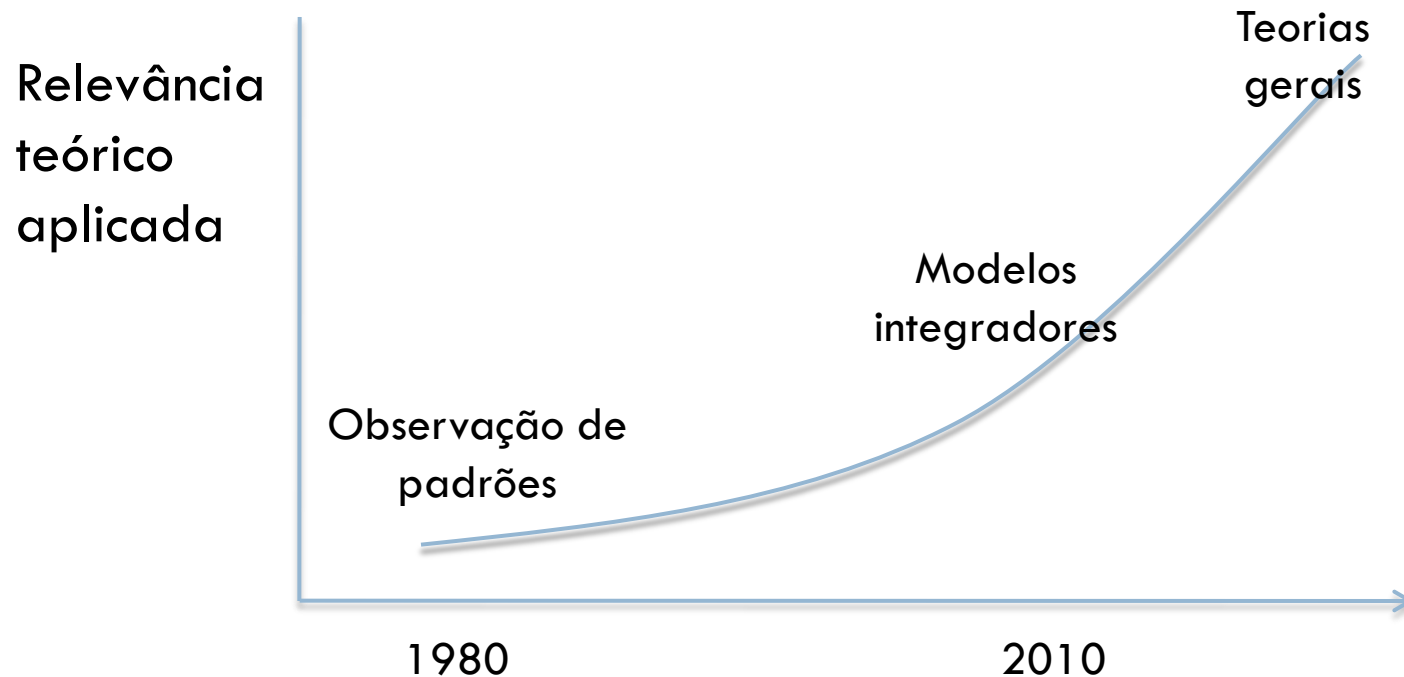 Relevância
teórico
aplicada
Teorias
gerais
Modelos
integradores
Observação de
padrões
1980
2010